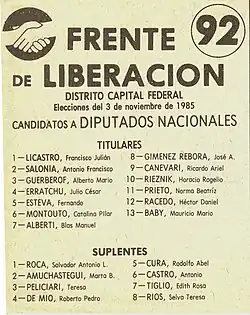 FRENTE
92
DE LIBERACION
DISTRITO CAPITAL FEDERAL
Elecciones del 3 de noviembre de 1985
CANDIDATOS A DIPUTADOS NACIONALES
TITULARES
1—LICASTRO, Francisco Julián
2—SALONIA, Antonio Francisco
3—GUERBEROF, Alberto Mario
4—ERRATCHU, Julio César
5—ESTEVA, Fernando
6—MONTOUTO, Catalina Pilar
7—ALBERTI, Blas Manuel
8—GIMENEZ REBORA, José A.
9—CANEVARI, Ricardo Ariel
10—RIEZNIK, Horacio Rogelio
11—PRIETO, Norma Beatríz
12—RACEDO, Héctor Daniel
13—BABY, Mauricio Mario
SUPLENTES
1—ROCA, Salvador Antonio L.
2—AMUCHASTEGUI, Marta B.
3—PELICIARI, Teresa
4—DE MIO, Roberto Pedro
5—CURA, Rodolfo Abel
6—CASTRO, Antonio
7—TIGLIO, Edith Rosa
8—RIOS, Selva Teresa